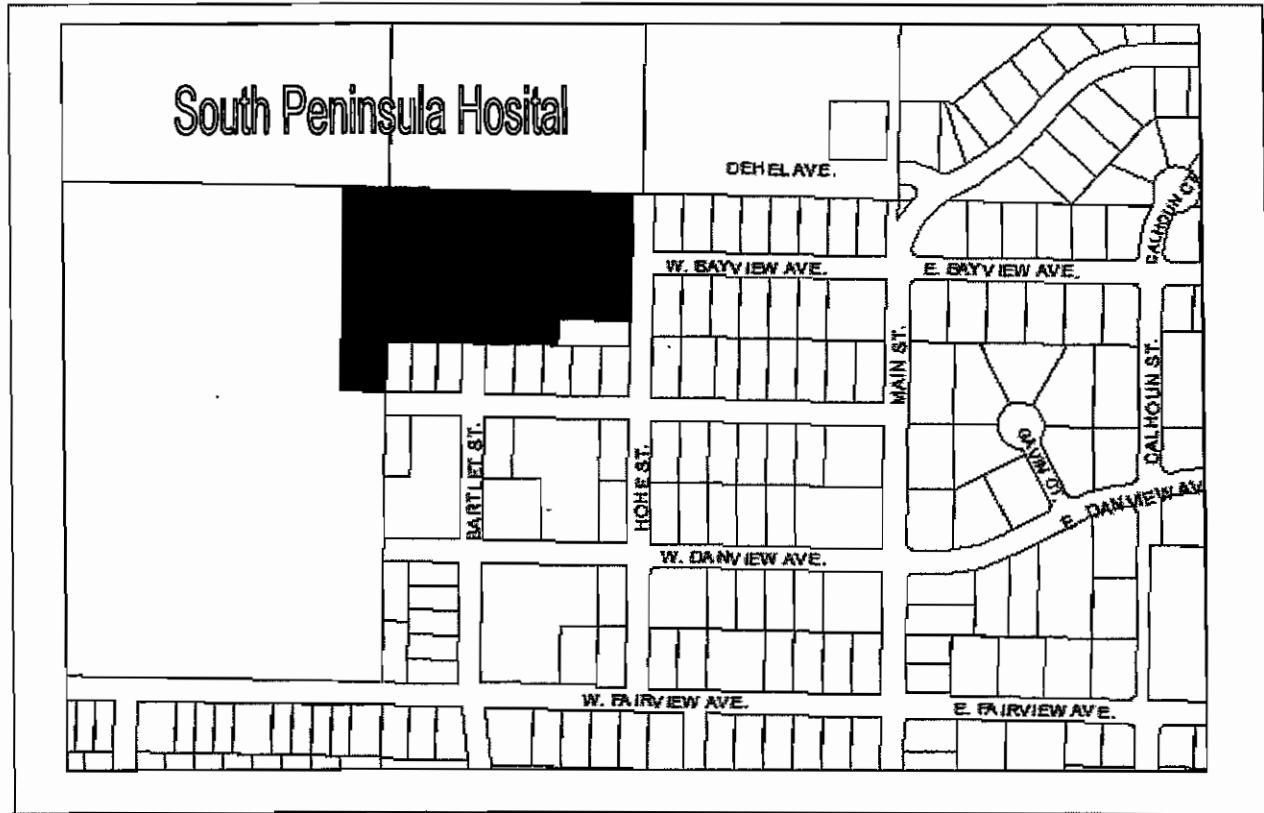 South Peninsula Hosital
DEHEL AVE.
W. BAYVIEW AVE.
E. BAYVIEW AVE.
CALHOUN CT.
MAIN ST.
CALHOUN ST.
BARTLET ST.
HOHE ST.
GAVIN CT.
E. DANVIEW AV
W. DANVIEW AVE.
W. FAIRVIEW AVE.
E. FAIRVIEW AVE.